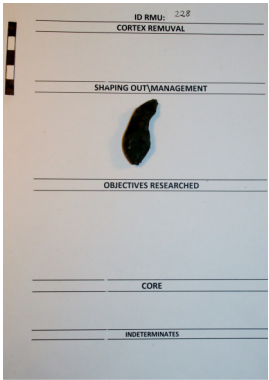 ID RMU: 228
CORTEX REMUVAL
SHAPING OUT\MANAGEMENT
OBJECTIVES RESEARCHED
CORE
INDETERMINATES